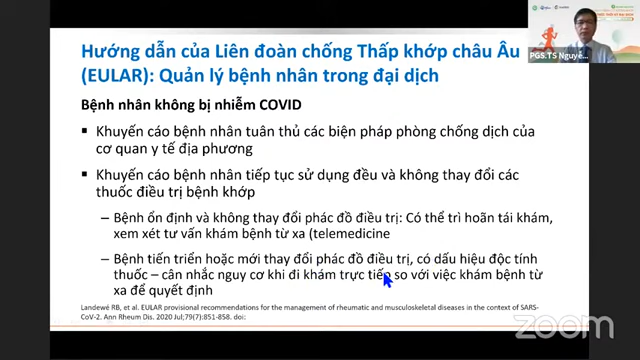 Hướng dẫn của Liên đoàn chống Thấp khớp châu Âu
(EULAR): Quản lý bệnh nhân trong đại dịch
Bệnh nhân không bị nhiễm COVID
▪ Khuyến cáo bệnh nhân tuân thủ các biện pháp phòng chống dịch của
cơ quan y tế địa phương
▪ Khuyến cáo bệnh nhân tiếp tục sử dụng đều và không thay đổi các
thuốc điều trị bệnh khớp
– Bệnh ổn định và không thay đổi phác đồ điều trị: Có thể trì hoãn tái khám,
xem xét tư vấn khám bệnh từ xa (telemedicine
– Bệnh tiến triển hoặc mới thay đổi phác đồ điều trị, có dấu hiệu độc tính
thuốc – cân nhắc nguy cơ khi đi khám trực tiếp so với việc khám bệnh từ
xa để quyết định
Landewé RB, et al. EULAR provisional recommendations for the management of rheumatic and musculoskeletal diseases in the context of SARS-
CoV-2. Ann Rheum Dis. 2020 Jul;79(7):851-858. doi:
PGS.TS Nguyễ...
zoom